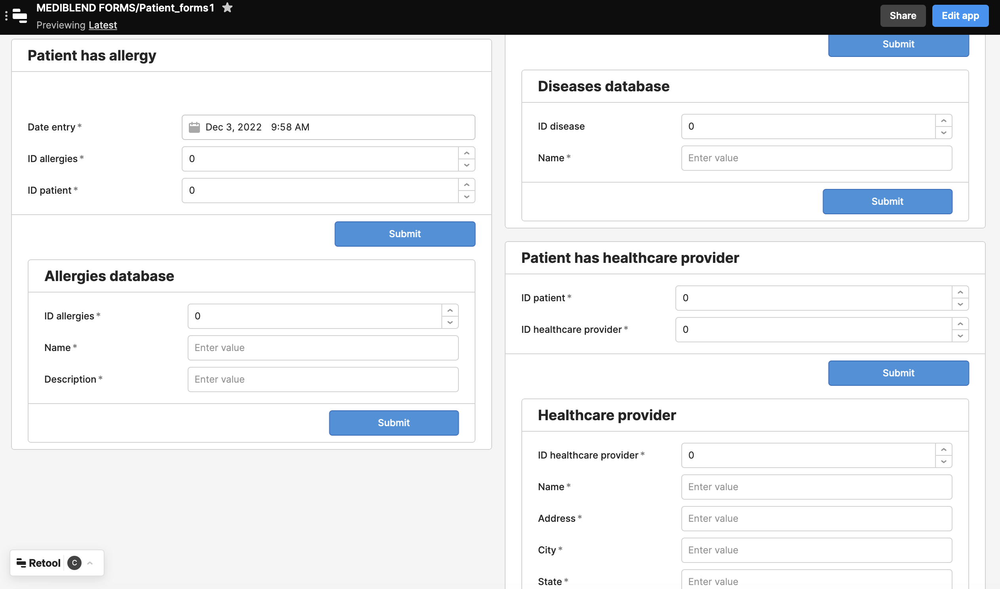 MEDIBLEND FORMS/Patient_forms1
Previewing Latest
Share
Edit app
Patient has allergy
Date entry *
Dec 3, 2022 9:58 AM
ID allergies *
0
ID patient *
0
Submit
Allergies database
ID allergies *
0
Name *
Enter value
Description *
Enter value
Submit
Submit
Diseases database
ID disease
0
Name *
Enter value
Submit
Patient has healthcare provider
ID patient *
0
ID healthcare provider *
0
Submit
Healthcare provider
ID healthcare provider *
0
Name *
Enter value
Address *
Enter value
City *
Enter value
State *
Enter value
Retool
C